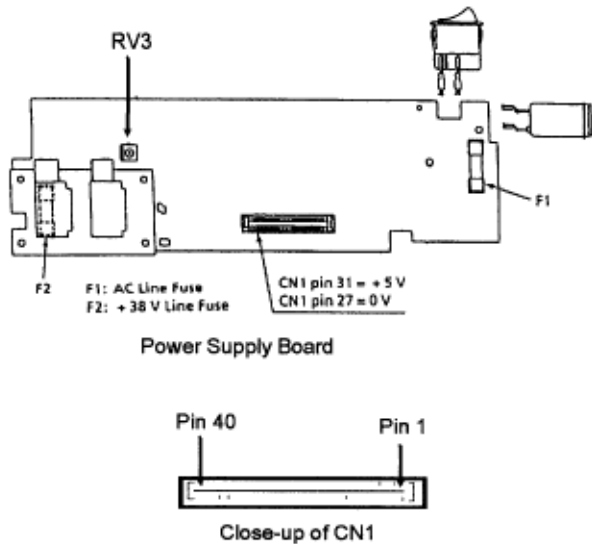 RV3
F1
F2
F1: AC Line Fuse
F2: +38 V Line Fuse
CN1 pin 31 = +5 V
CN1 pin 27 = 0 V
Power Supply Board
Pin 40
Pin 1
Close-up of CN1